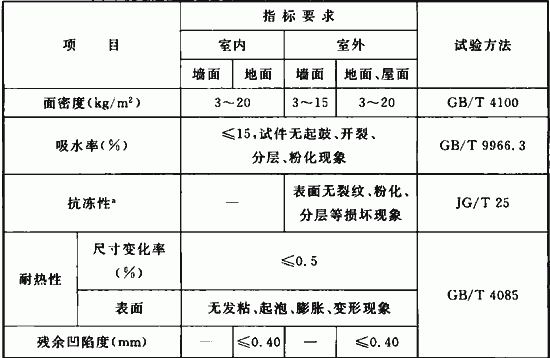 项 目
指标要求
试验方法
室内
室外
墙面
地面
墙面
地面、屋面
面密度(kg/m²)
3～20
3～15
3～20
GB/T 4100
吸水率(%)
≤15,试件无起鼓、开裂、
分层、粉化现象
GB/T 9966.3
抗冻性ᵃ
—
表面无裂纹、粉化、
分层等损坏现象
JG/T 25
耐热性
尺寸变化率
(%)
≤0.5
GB/T 4085
表面
无发粘、起泡、膨胀、变形现象
残余凹陷度(mm)
—
≤0.40
—
≤0.40